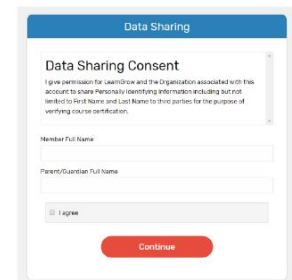 Data Sharing
Data Sharing Consent
I give permission for LearnGrow and the Organization associated with this
account to share Personally Identifying Information including but not
limited to First Name and Last Name to third parties for the purpose of
verifying course certification.
Member Full Name
Parent/Guardian Full Name
I agree
Continue